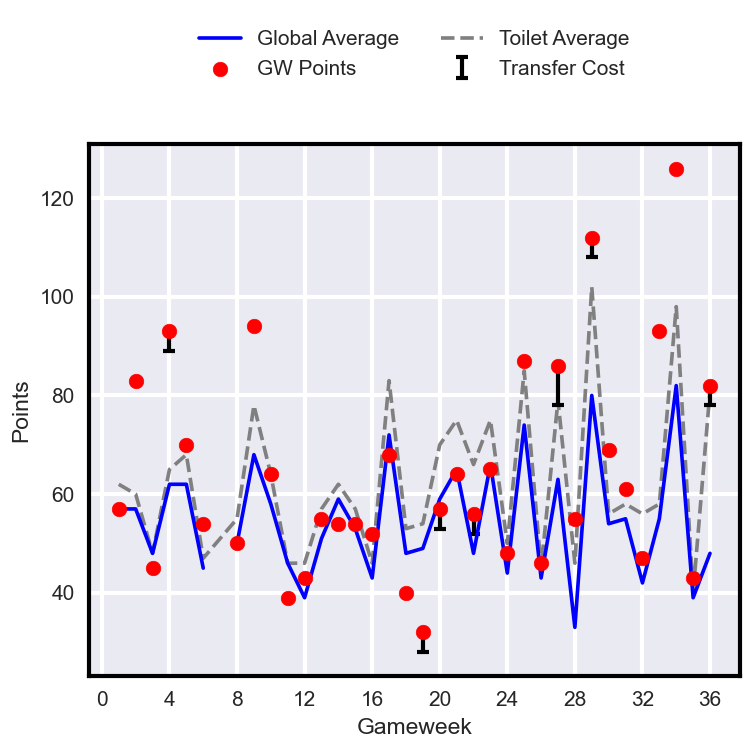 Global Average Toilet Average
GW Points Transfer Cost
120
100
80
60
40
Points
0 4 8 12 16 20 24 28 32 36
Gameweek